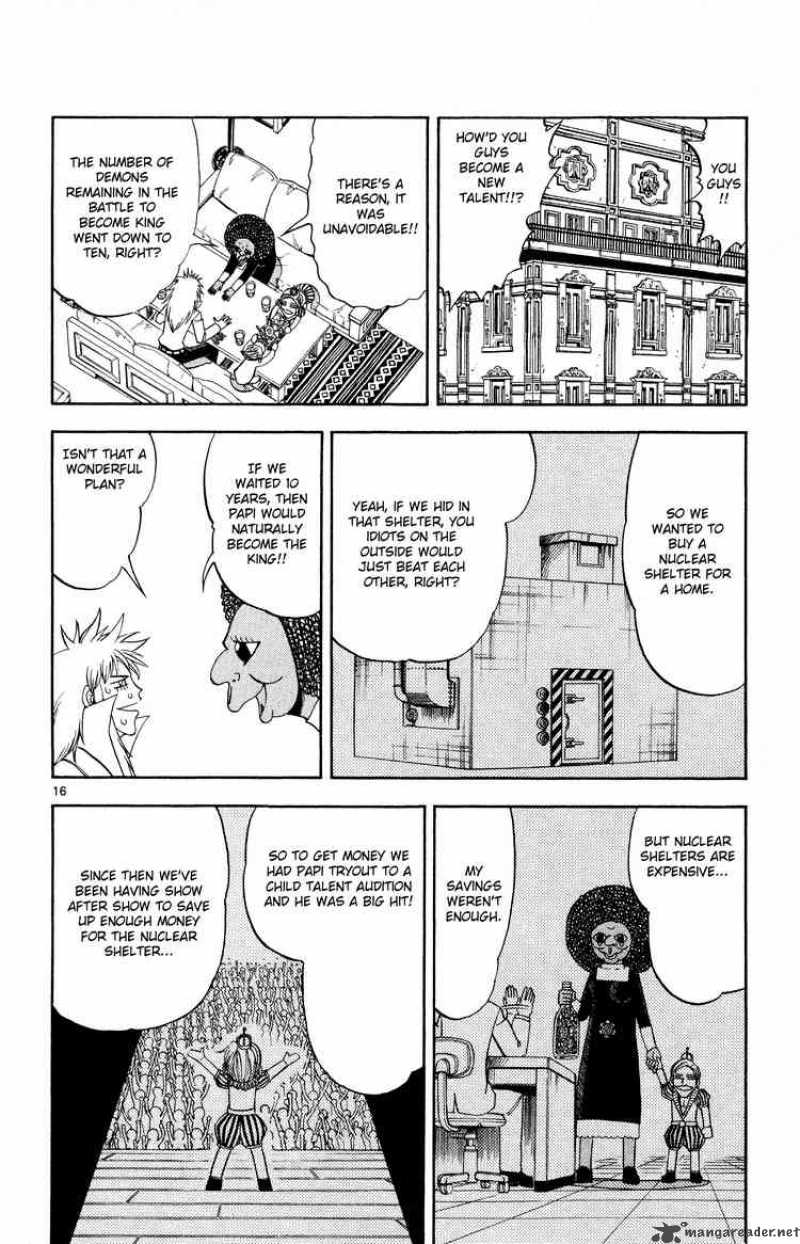 YOU
GUYS
!!
HOW'D YOU
GUYS
BECOME A
NEW
TALENT!!?
THERE'S A
REASON, IT
WAS
UNAVOIDABLE!!
THE NUMBER OF
DEMONS
REMAINING IN THE
BATTLE TO
BECOME KING
WENT DOWN TO
TEN, RIGHT?
SO WE
WANTED TO
BUY A
NUCLEAR
SHELTER FOR
A HOME.
YEAH, IF WE HID IN
THAT SHELTER, YOU
IDIOTS ON THE
OUTSIDE WOULD
JUST BEAT EACH
OTHER, RIGHT?
IF WE
WAITED 10
YEARS, THEN
PAPI WOULD
NATURALLY
BECOME THE
KING!!
ISN'T THAT A
WONDERFUL
PLAN?
16
BUT NUCLEAR
SHELTERS ARE
EXPENSIVE...
MY
SAVINGS
WEREN'T
ENOUGH.
SO TO GET MONEY WE
HAD PAPI TRYOUT TO A
CHILD TALENT AUDITION
AND HE WAS A BIG HIT!
SINCE THEN WE'VE
BEEN HAVING SHOW
AFTER SHOW TO SAVE
UP ENOUGH MONEY
FOR THE NUCLEAR
SHELTER...
mangareader.net